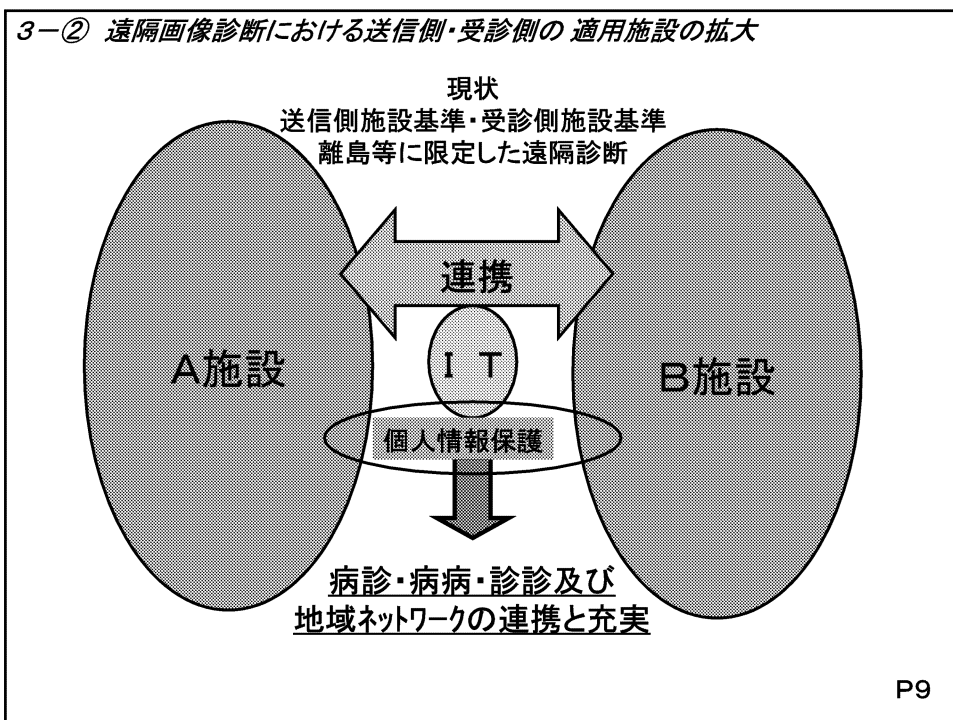 3－② 遠隔画像診断における送信側・受診側の 適用施設の拡大
現状
送信側施設基準・受診側施設基準
離島等に限定した遠隔診断
連携
A施設
I T
B施設
個人情報保護
病診・病病・診診及び
地域ネットワークの連携と充実
P9